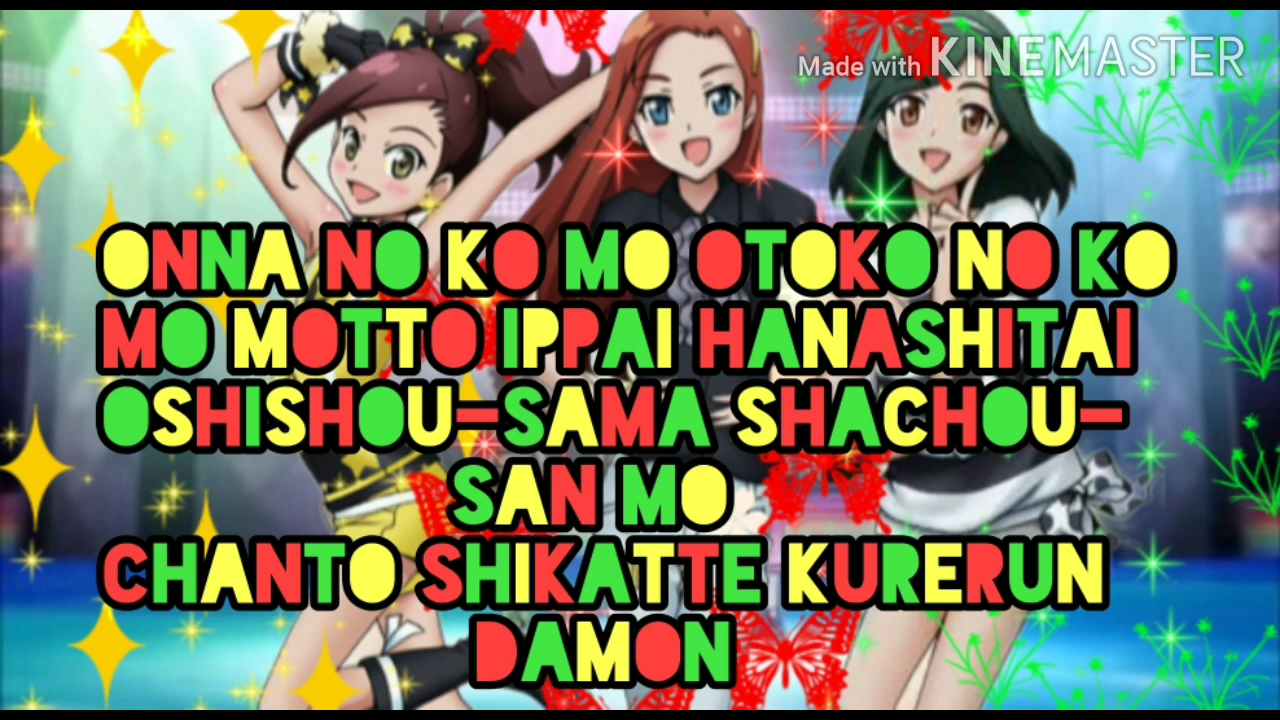 Made with KINEMASTER
ONNA NO KO MO OTOKO NO KO
MO MOTTO IPPAI HANASHITAI
OSHISHOU-SAMA SHACHOU-
SAN MO
CHANTO SHIKATTE KURERUN
DAMON